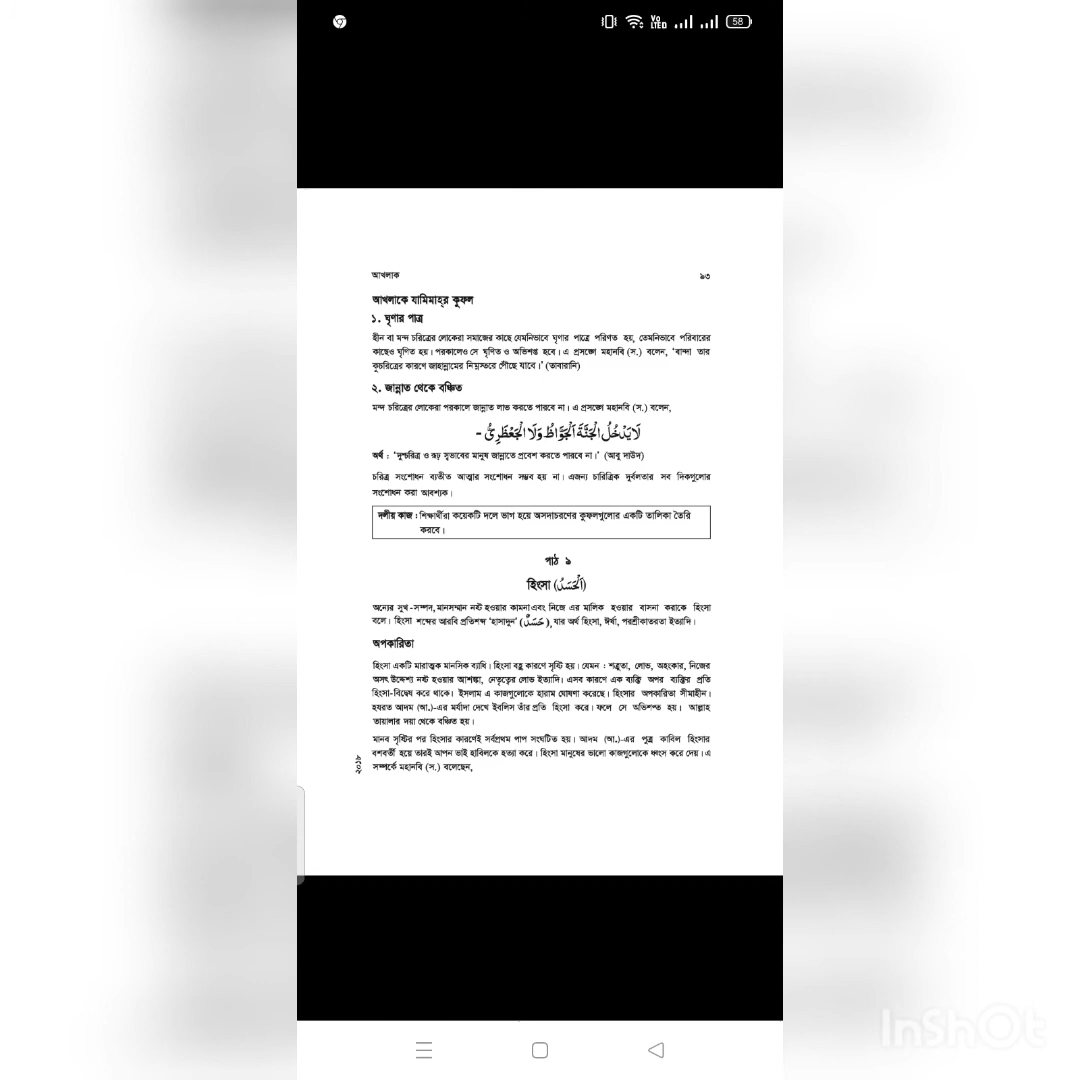 Vo
LTED
58
আখলাক
৯৩
আখলাকে যামিমাহ্‌র কুফল
১. ঘৃণার পাত্র
হীন বা মন্দ চরিত্রের লোকেরা সমাজের কাছে যেমনিভাবে ঘৃণার পাত্রে পরিণত হয়, তেমনিভাবে পরিবারের
কাছেও ঘৃণিত হয়। পরকালেও সে ঘৃণিত ও অভিশপ্ত হবে। এ প্রসঙ্গে মহানবি (স.) বলেন, ‘বান্দা তার
কুচরিত্রের কারণে জাহান্নামের নিম্নস্তরে পৌঁছে যাবে।’ (তাবারানি)
২. জান্নাত থেকে বঞ্চিত
মন্দ চরিত্রের লোকেরা পরকালে জান্নাত লাভ করতে পারবে না। এ প্রসঙ্গে মহানবি (স.) বলেন,
لَا يَدْخُلُ الْجَنَّةَ الْجَوَّاظُ وَلَا الْجَعْظَرِيُّ -
অর্থ : ‘দুশ্চরিত্র ও রূঢ় স্বভাবের মানুষ জান্নাতে প্রবেশ করতে পারবে না।’ (আবু দাউদ)
চরিত্র সংশোধন ব্যতীত আত্মার সংশোধন সম্ভব হয় না। এজন্য চারিত্রিক দুর্বলতার সব দিকগুলোর
সংশোধন করা আবশ্যক।
দলীয় কাজ : শিক্ষার্থীরা কয়েকটি দলে ভাগ হয়ে অসদাচরণের কুফলগুলোর একটি তালিকা তৈরি
করবে।
পাঠ ৯
হিংসা (اَلْحَسَدُ)
অন্যের সুখ-সম্পদ, মানসম্মান নষ্ট হওয়ার কামনা এবং নিজে এর মালিক হওয়ার বাসনা করাকে হিংসা
বলে। হিংসা শব্দের আরবি প্রতিশব্দ ‘হাসাদুন’ (حَسَدٌ), যার অর্থ হিংসা, ঈর্ষা, পরশ্রীকাতরতা ইত্যাদি।
অপকারিতা
হিংসা একটি মারাত্মক মানসিক ব্যাধি। হিংসা বহু কারণে সৃষ্টি হয়। যেমন : শত্রুতা, লোভ, অহংকার, নিজের
অসৎ উদ্দেশ্য নষ্ট হওয়ার আশঙ্কা, নেতৃত্বের লোভ ইত্যাদি। এসব কারণে এক ব্যক্তি অপর ব্যক্তির প্রতি
হিংসা-বিদ্বেষ করে থাকে। ইসলাম এ কাজগুলোকে হারাম ঘোষণা করেছে। হিংসার অপকারিতা সীমাহীন।
হযরত আদম (আ.)-এর মর্যাদা দেখে ইবলিস তাঁর প্রতি হিংসা করে। ফলে সে অভিশপ্ত হয়। আল্লাহ
তায়ালার দয়া থেকে বঞ্চিত হয়।
মানব সৃষ্টির পর হিংসার কারণেই সর্বপ্রথম পাপ সংঘটিত হয়। আদম (আ.)-এর পুত্র কাবিল হিংসার
বশবর্তী হয়ে তারই আপন ভাই হাবিলকে হত্যা করে। হিংসা মানুষের ভালো কাজগুলোকে ধ্বংস করে দেয়। এ
সম্পর্কে মহানবি (স.) বলেছেন,
২০১৮
InShOt